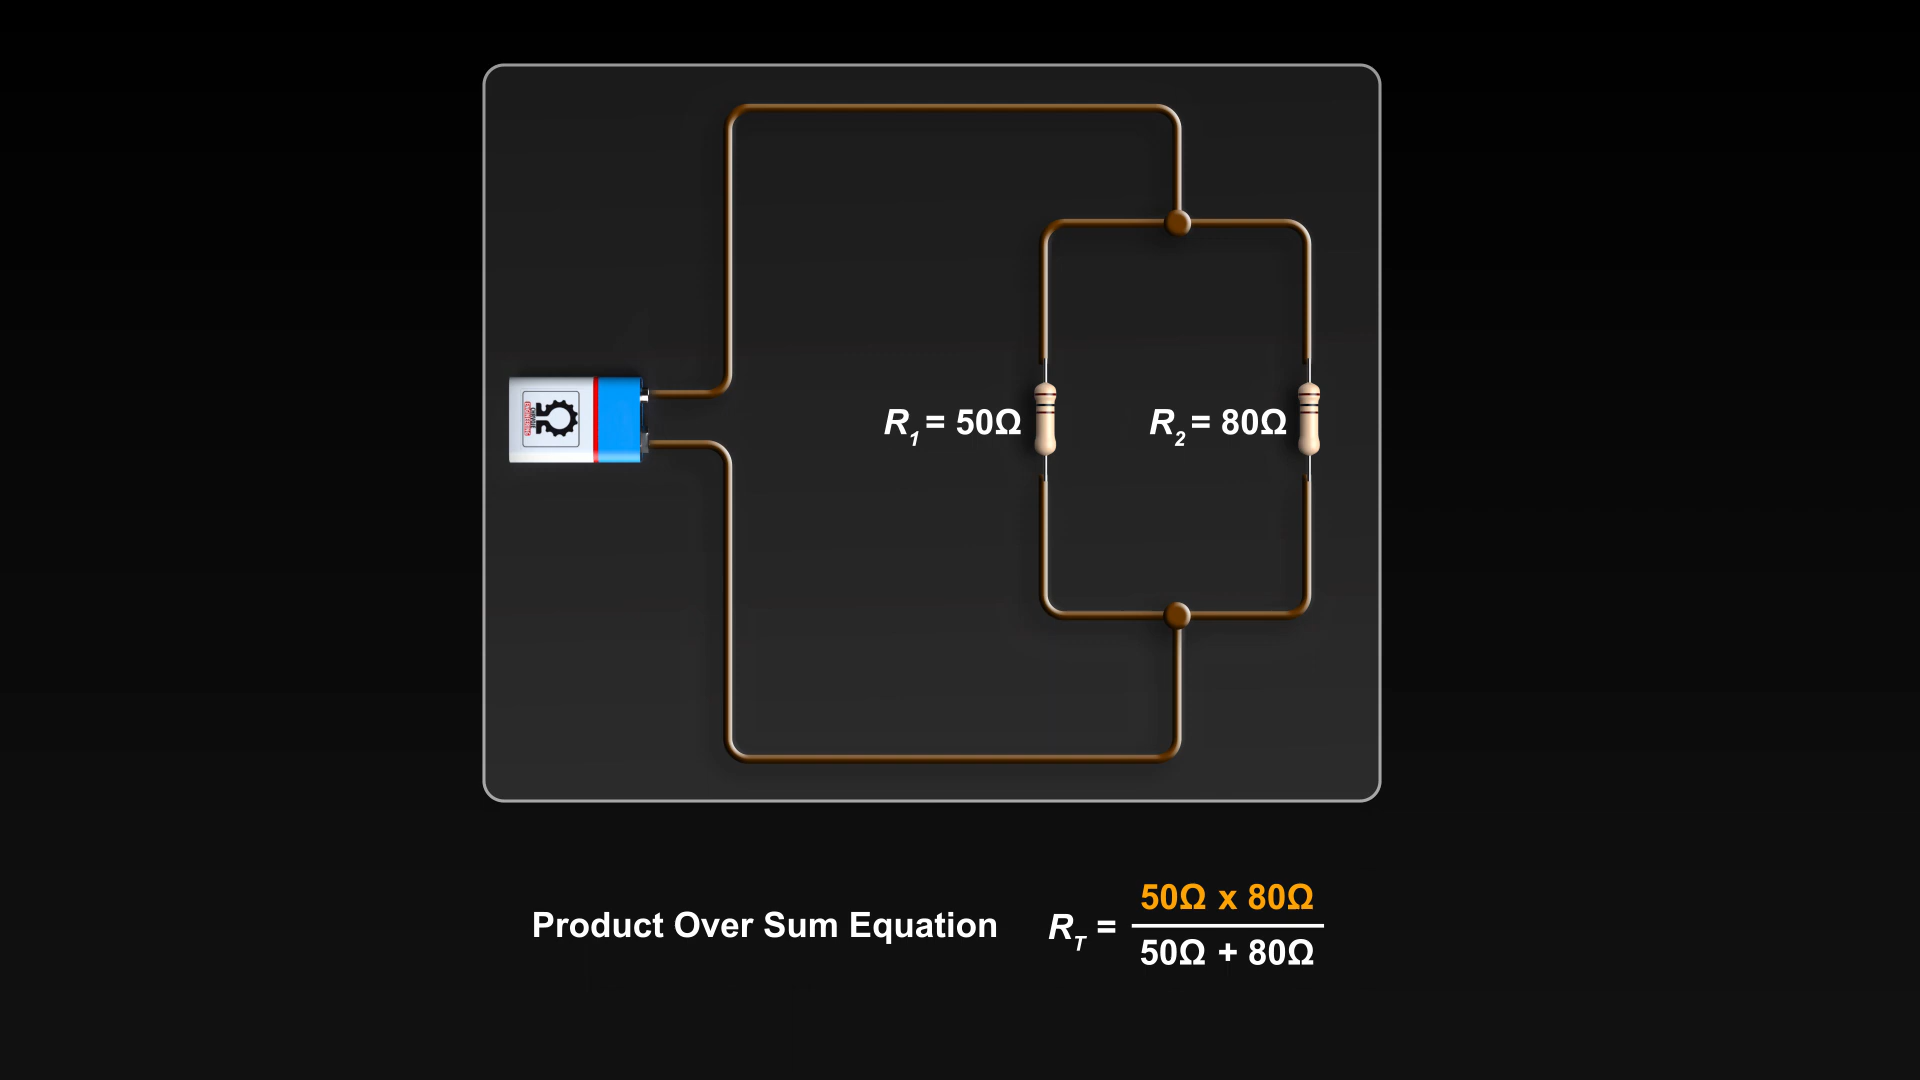 R1 = 50Ω
R2 = 80Ω
Product Over Sum Equation
RT =
50Ω x 80Ω
50Ω + 80Ω